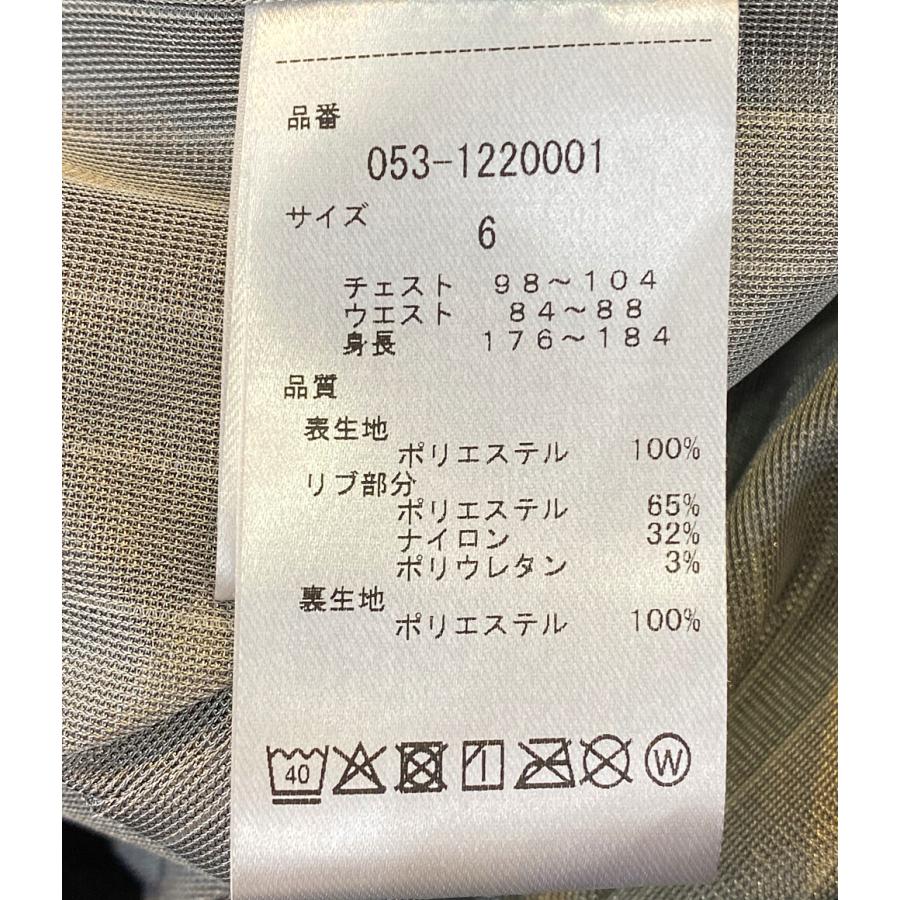 品番
053-1220001
サイズ
6
チェスト 98～104
ウエスト 84～88
身長 176～184
品質
表生地
ポリエステル 100%
リブ部分
ポリエステル 65%
ナイロン 32%
ポリウレタン 3%
裏生地
ポリエステル 100%
40 W